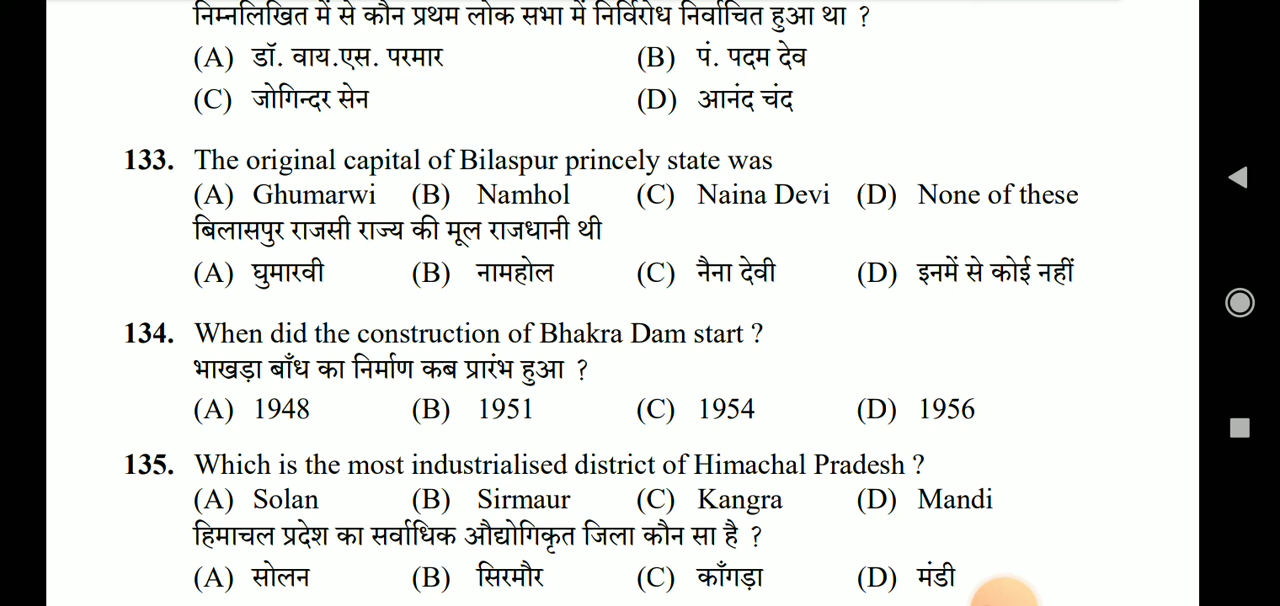 निम्नलिखित में से कौन प्रथम लोक सभा में निर्विरोध निर्वाचित हुआ था ?
(A) डॉ. वाय.एस. परमार (B) पं. पदम देव
(C) जोगिन्दर सेन (D) आनंद चंद
133. The original capital of Bilaspur princely state was
(A) Ghumarwi (B) Namhol (C) Naina Devi (D) None of these
बिलासपुर राजसी राज्य की मूल राजधानी थी
(A) घुमारवी (B) नामहोल (C) नैना देवी (D) इनमें से कोई नहीं
134. When did the construction of Bhakra Dam start ?
भाखड़ा बाँध का निर्माण कब प्रारंभ हुआ ?
(A) 1948 (B) 1951 (C) 1954 (D) 1956
135. Which is the most industrialised district of Himachal Pradesh ?
(A) Solan (B) Sirmaur (C) Kangra (D) Mandi
हिमाचल प्रदेश का सर्वाधिक औद्योगिकृत जिला कौन सा है ?
(A) सोलन (B) सिरमौर (C) काँगड़ा (D) मंडी